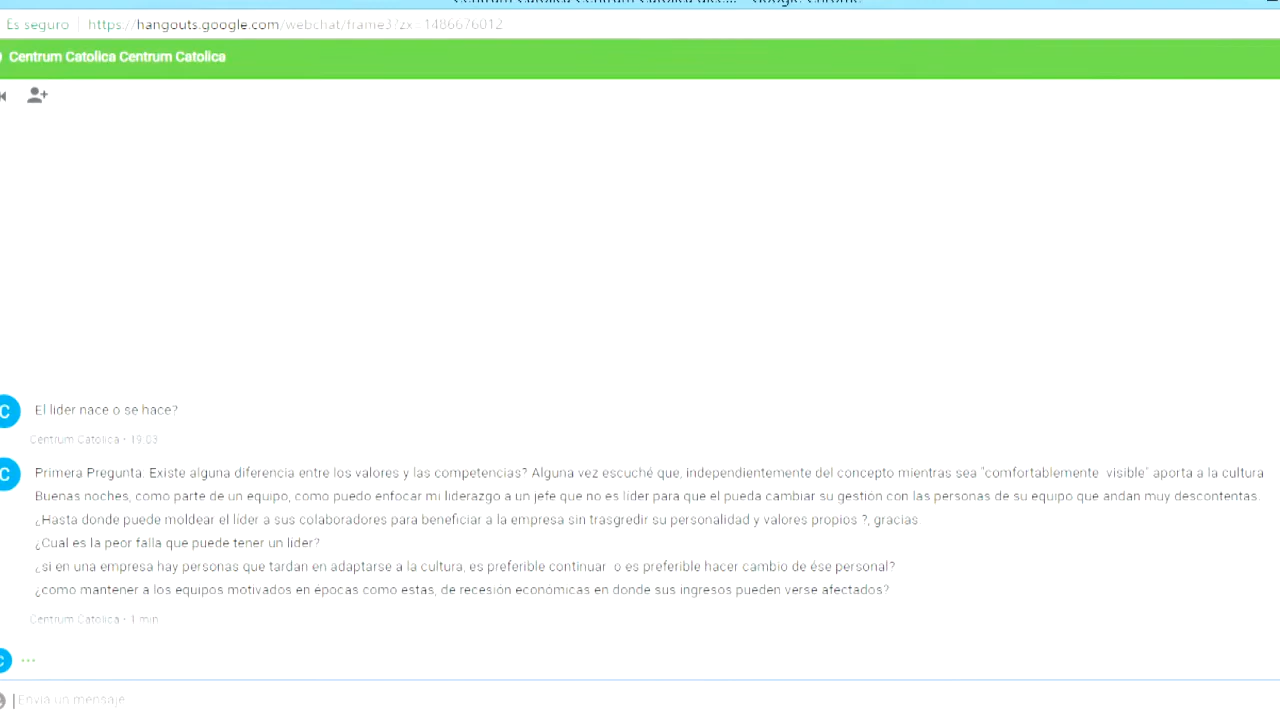 Es seguro https://hangouts.google.com/webchat/frame3?zx=1486676012
Centrum Catolica Centrum Catolica
El lider nace o se hace?
Centrum Catolica • 19:03
Primera Pregunta: Existe alguna diferencia entre los valores y las competencias? Alguna vez escuché que, independientemente del concepto mientras sea "comfortablemente visible" aporta a la cultura
Buenas noches, como parte de un equipo, como puedo enfocar mi liderazgo a un jefe que no es lider para que el pueda cambiar su gestión con las personas de su equipo que andan muy descontentas.
¿Hasta donde puede moldear el líder a sus colaboradores para beneficiar a la empresa sin trasgredir su personalidad y valores propios ?, gracias.
¿Cual es la peor falla que puede tener un lider?
¿si en una empresa hay personas que tardan en adaptarse a la cultura, es preferible continuar o es preferible hacer cambio de ése personal?
¿como mantener a los equipos motivados en épocas como estas, de recesión económicas en donde sus ingresos pueden verse afectados?
Centrum Catolica • 1 min
Envía un mensaje